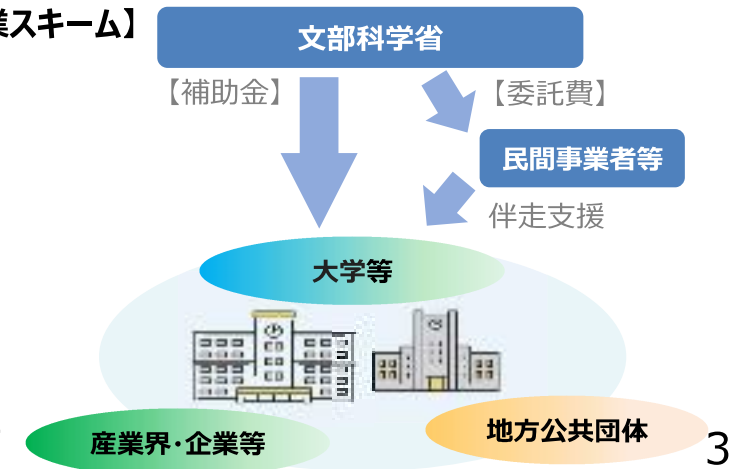 業スキーム】
文部科学省
【補助金】
【委託費】
民間事業者等
伴走支援
大学等
産業界・企業等
地方公共団体
3